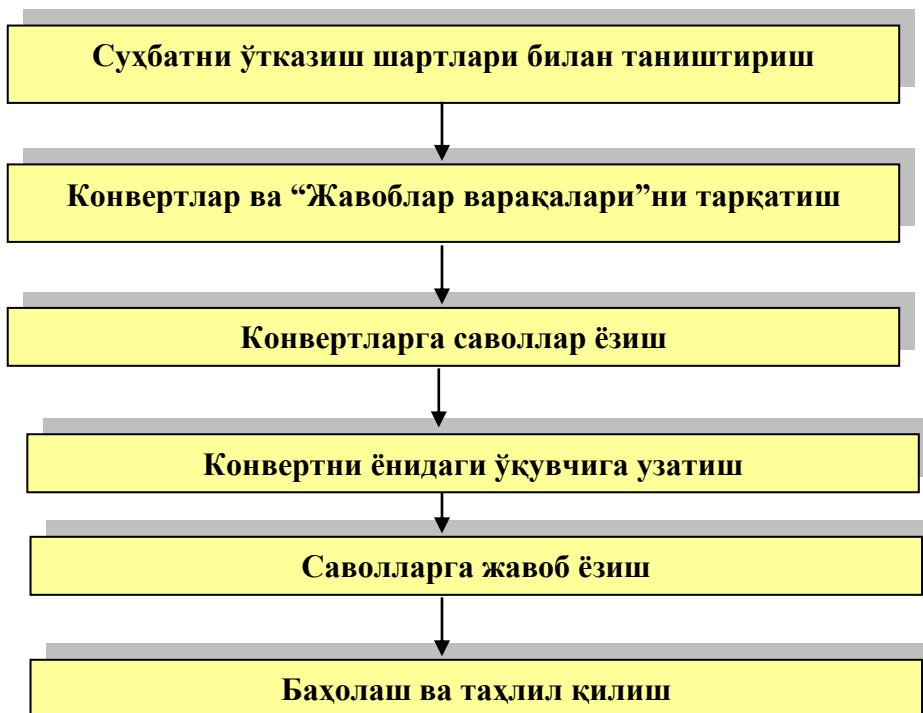 Суҳбатни ўтказиш шартлари билан таништириш
Конвертлар ва “Жавоблар варақалари”ни тарқатиш
Конвертларга саволлар ёзиш
Конвертни ёнидаги ўқувчига узатиш
Саволларга жавоб ёзиш
Баҳолаш ва таҳлил қилиш